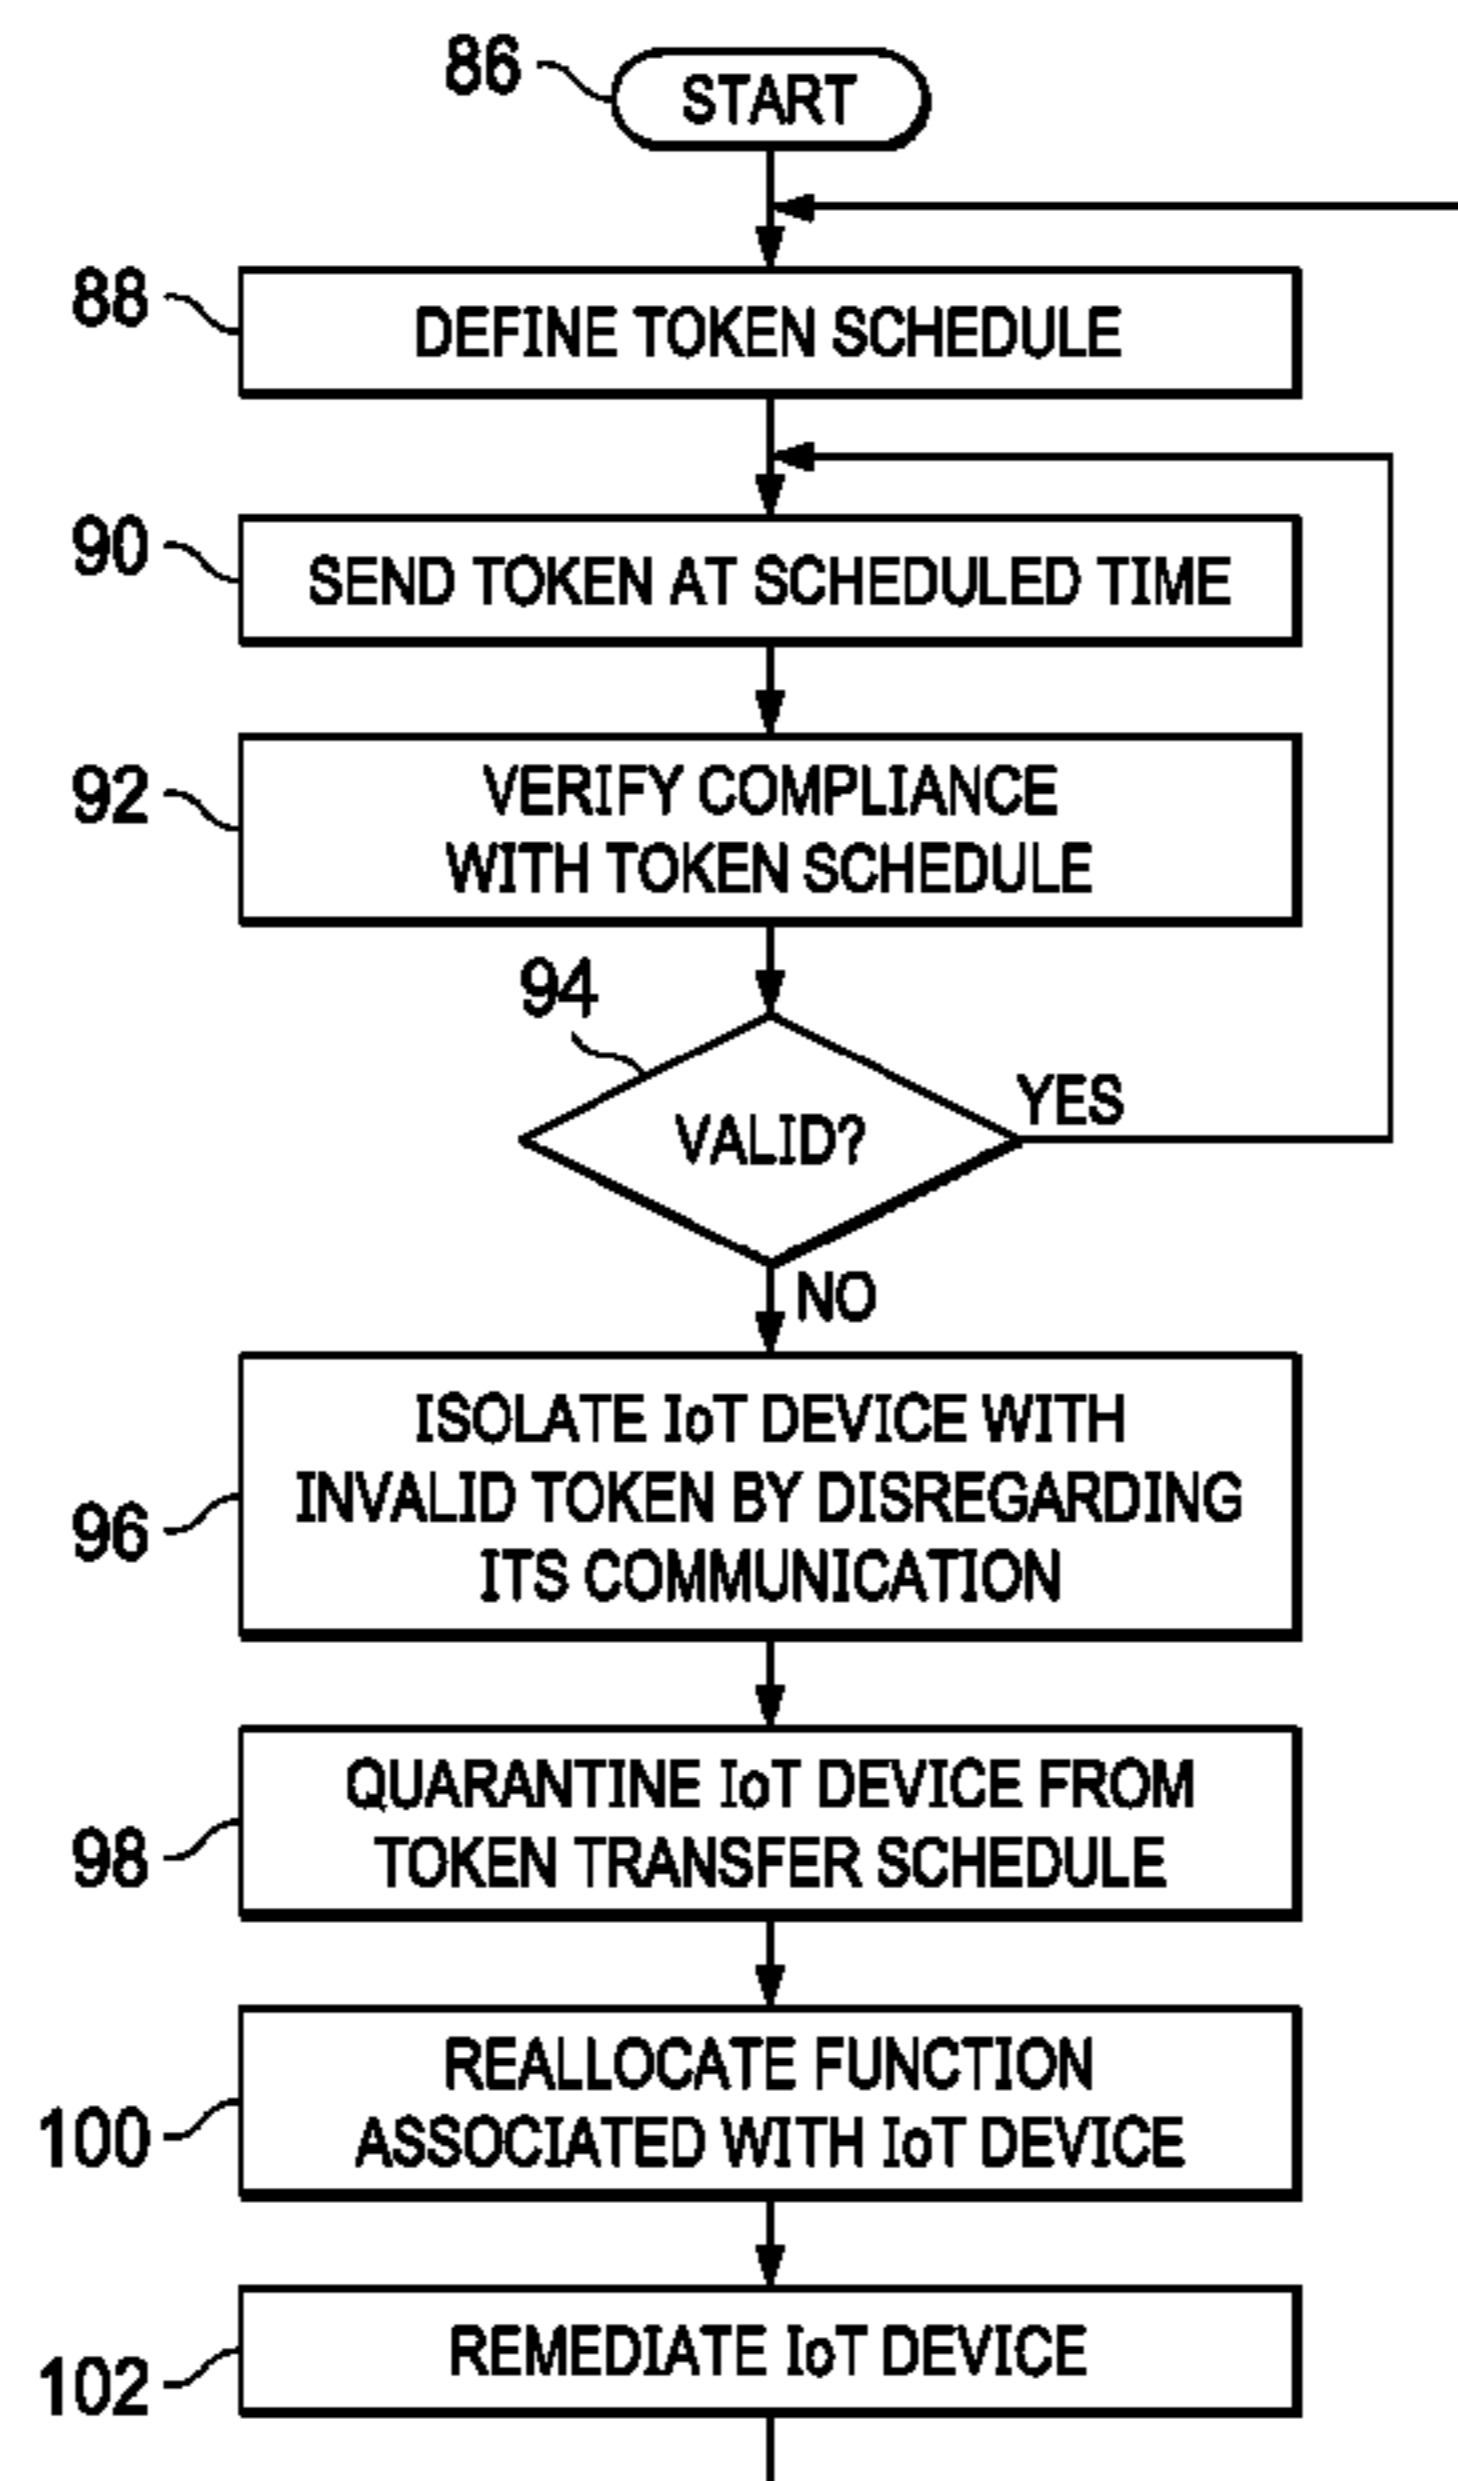 86
START
88
DEFINE TOKEN SCHEDULE
90
SEND TOKEN AT SCHEDULED TIME
92
VERIFY COMPLIANCE
WITH TOKEN SCHEDULE
94
VALID?
YES
NO
96
ISOLATE IoT DEVICE WITH
INVALID TOKEN BY DISREGARDING
ITS COMMUNICATION
98
QUARANTINE IoT DEVICE FROM
TOKEN TRANSFER SCHEDULE
100
REALLOCATE FUNCTION
ASSOCIATED WITH IoT DEVICE
102
REMEDIATE IoT DEVICE